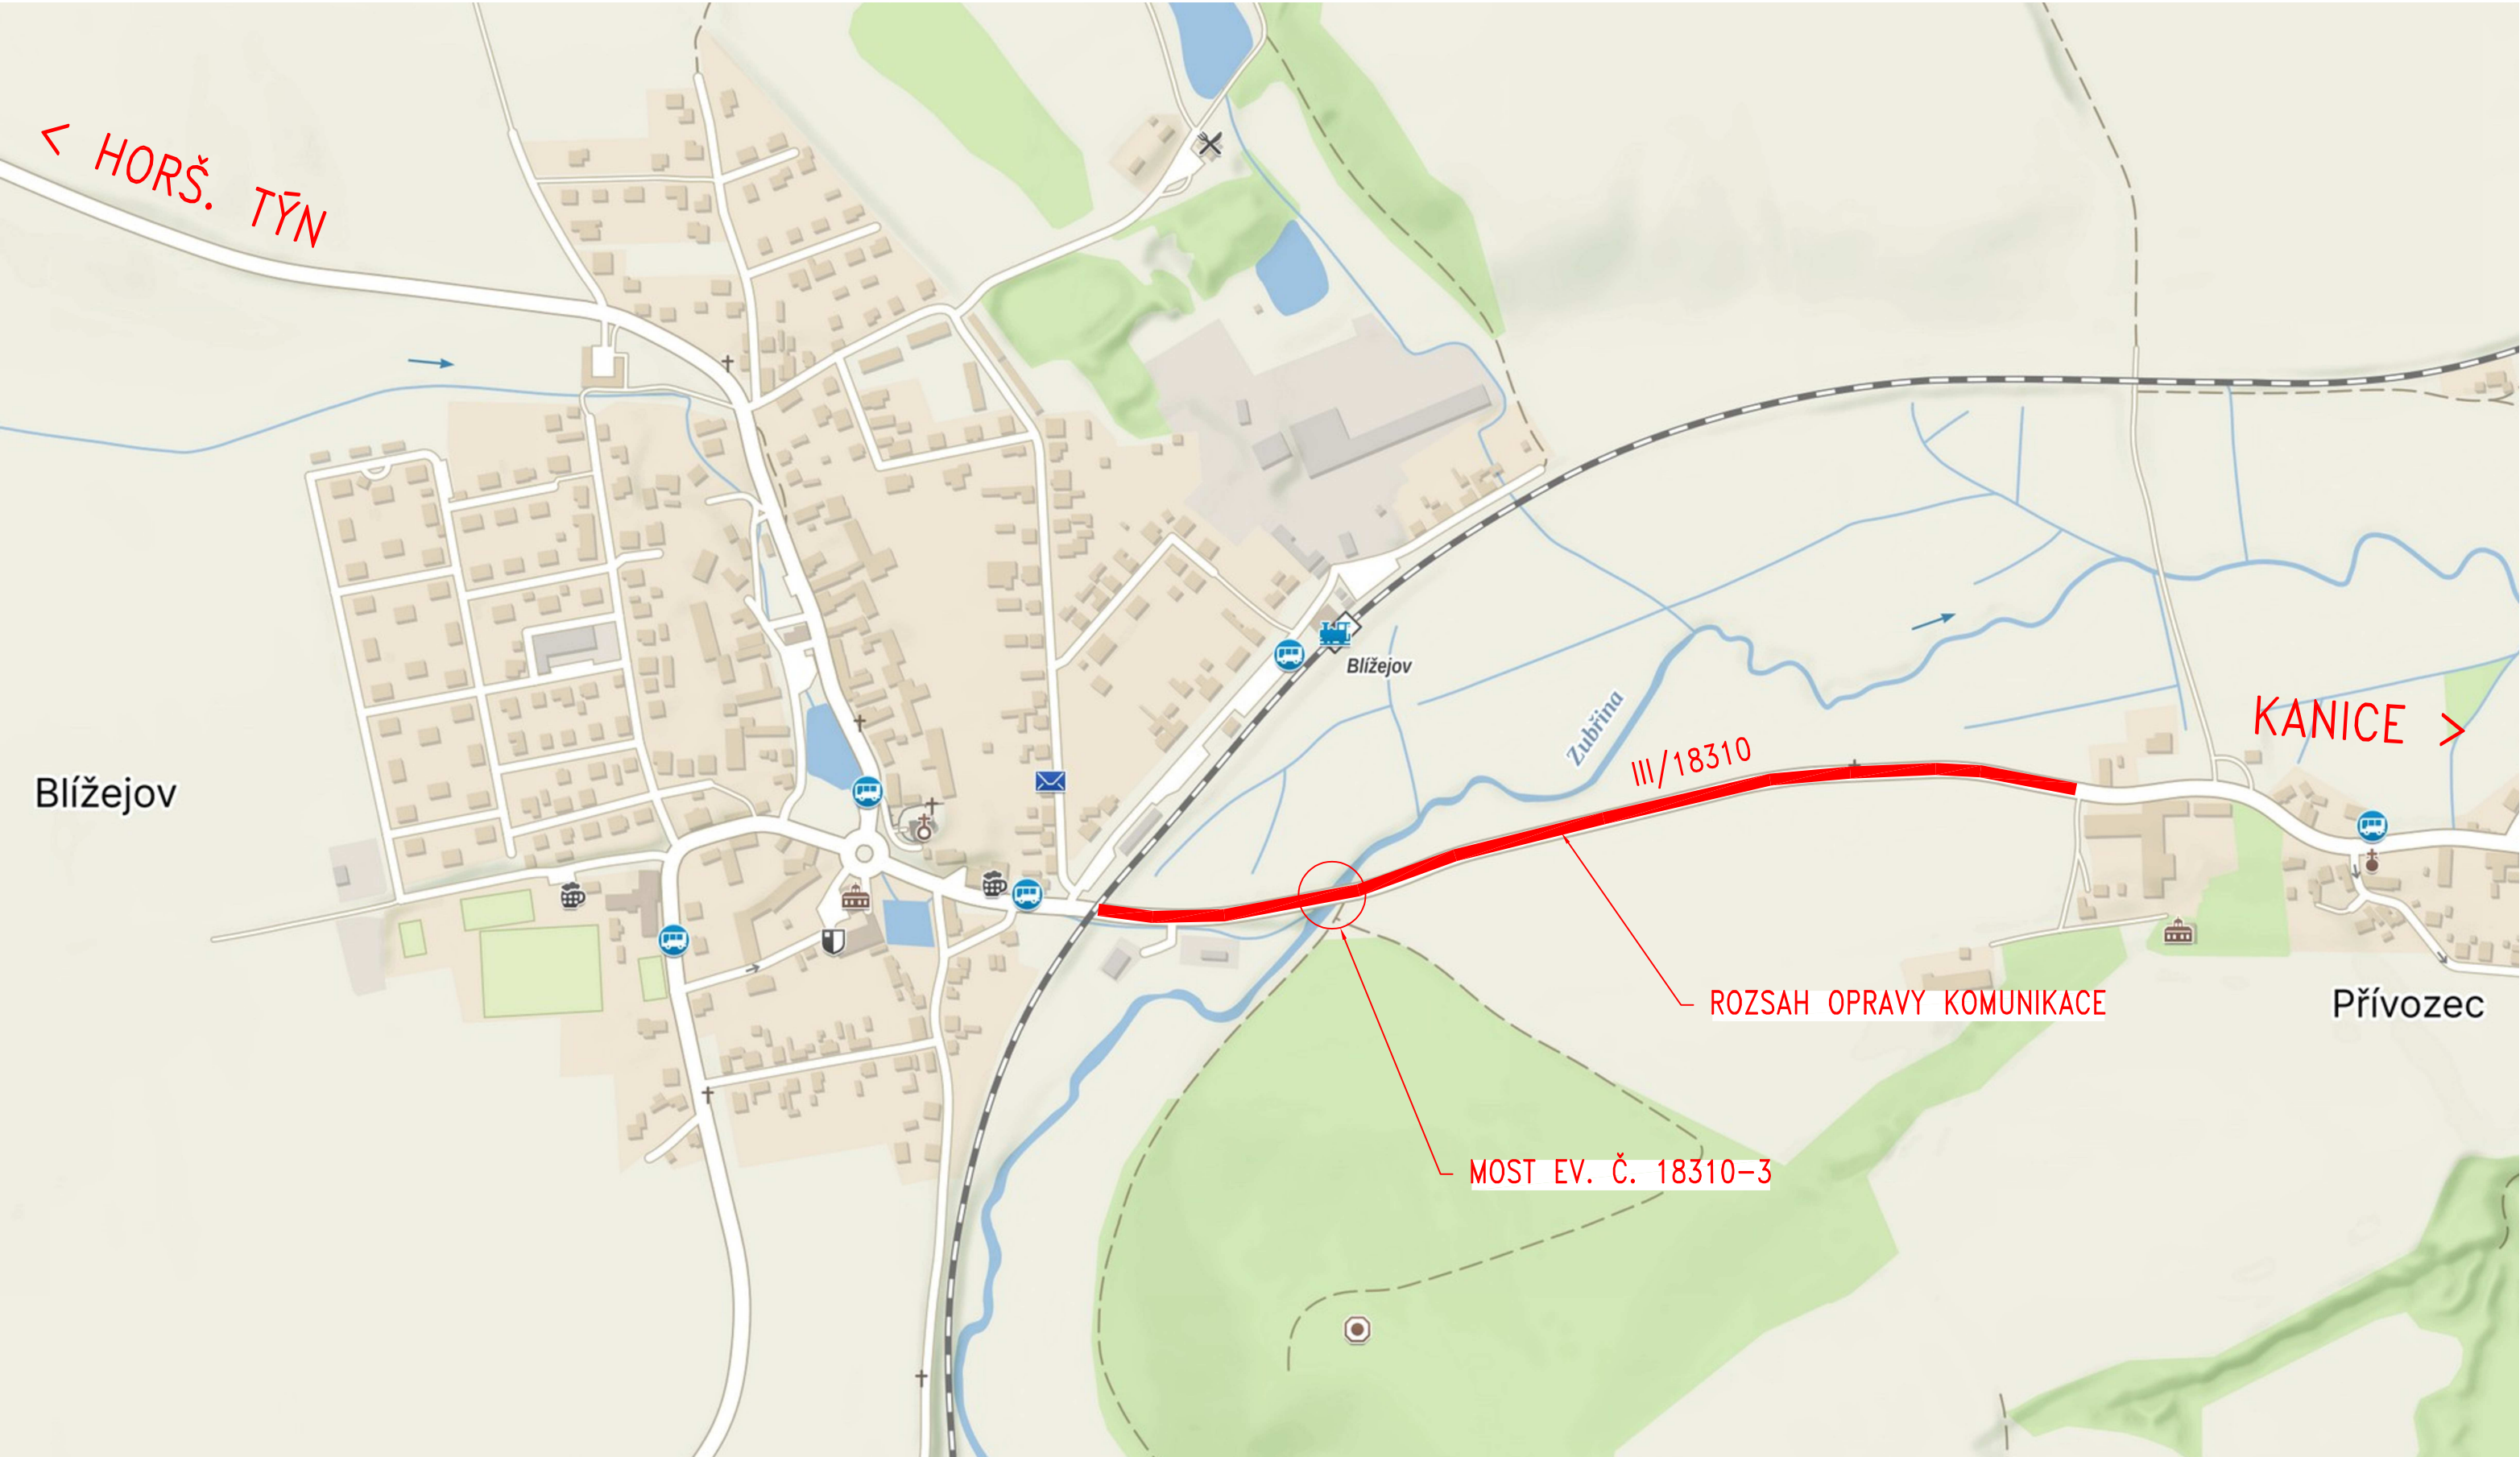 < HORŠ. TÝN
Blížejov
Zubřina
KANICE >
III/18310
Blížejov
ROZSAH OPRAVY KOMUNIKACE
Přívozec
MOST EV. Č. 18310-3